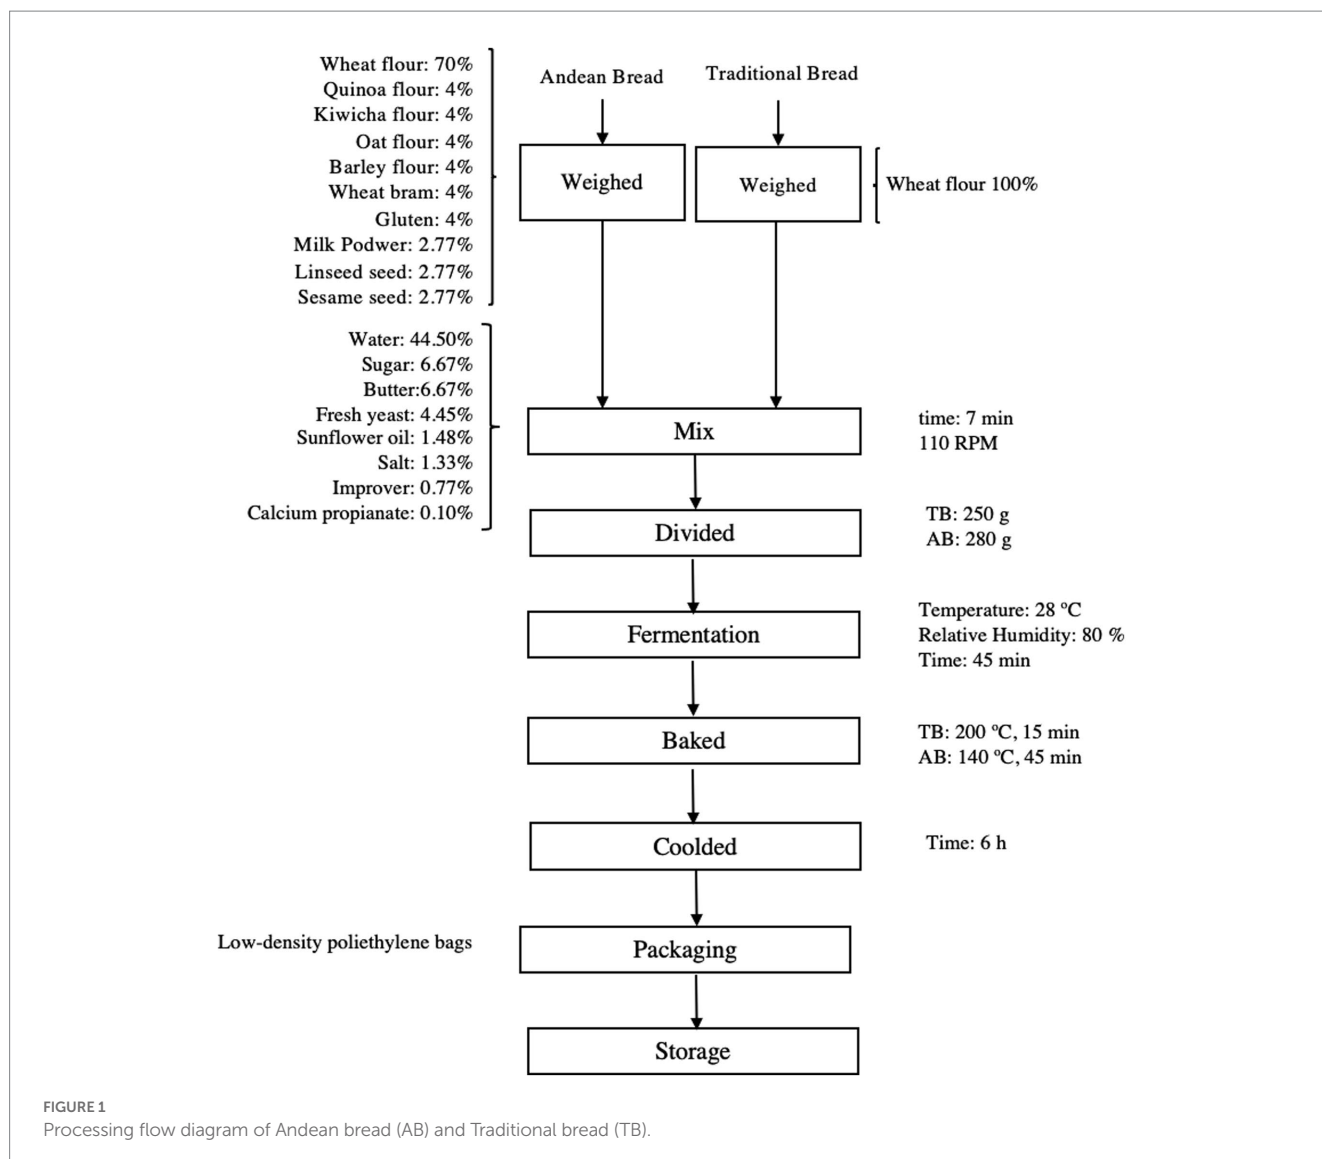 Wheat flour: 70%
Quinoa flour: 4%
Kiwicha flour: 4%
Oat flour: 4%
Barley flour: 4%
Wheat bram: 4%
Gluten: 4%
Milk Podwer: 2.77%
Linseed seed: 2.77%
Sesame seed: 2.77%
Andean Bread
Traditional Bread
Weighed
Weighed
Wheat flour 100%
Water: 44.50%
Sugar: 6.67%
Butter:6.67%
Fresh yeast: 4.45%
Sunflower oil: 1.48%
Salt: 1.33%
Improver: 0.77%
Calcium propianate: 0.10%
Mix
time: 7 min
110 RPM
Divided
TB: 250 g
AB: 280 g
Fermentation
Temperature: 28 ºC
Relative Humidity: 80 %
Time: 45 min
Baked
TB: 200 ºC, 15 min
AB: 140 ºC, 45 min
Coolded
Time: 6 h
Low-density poliethylene bags
Packaging
Storage
FIGURE 1
Processing flow diagram of Andean bread (AB) and Traditional bread (TB).